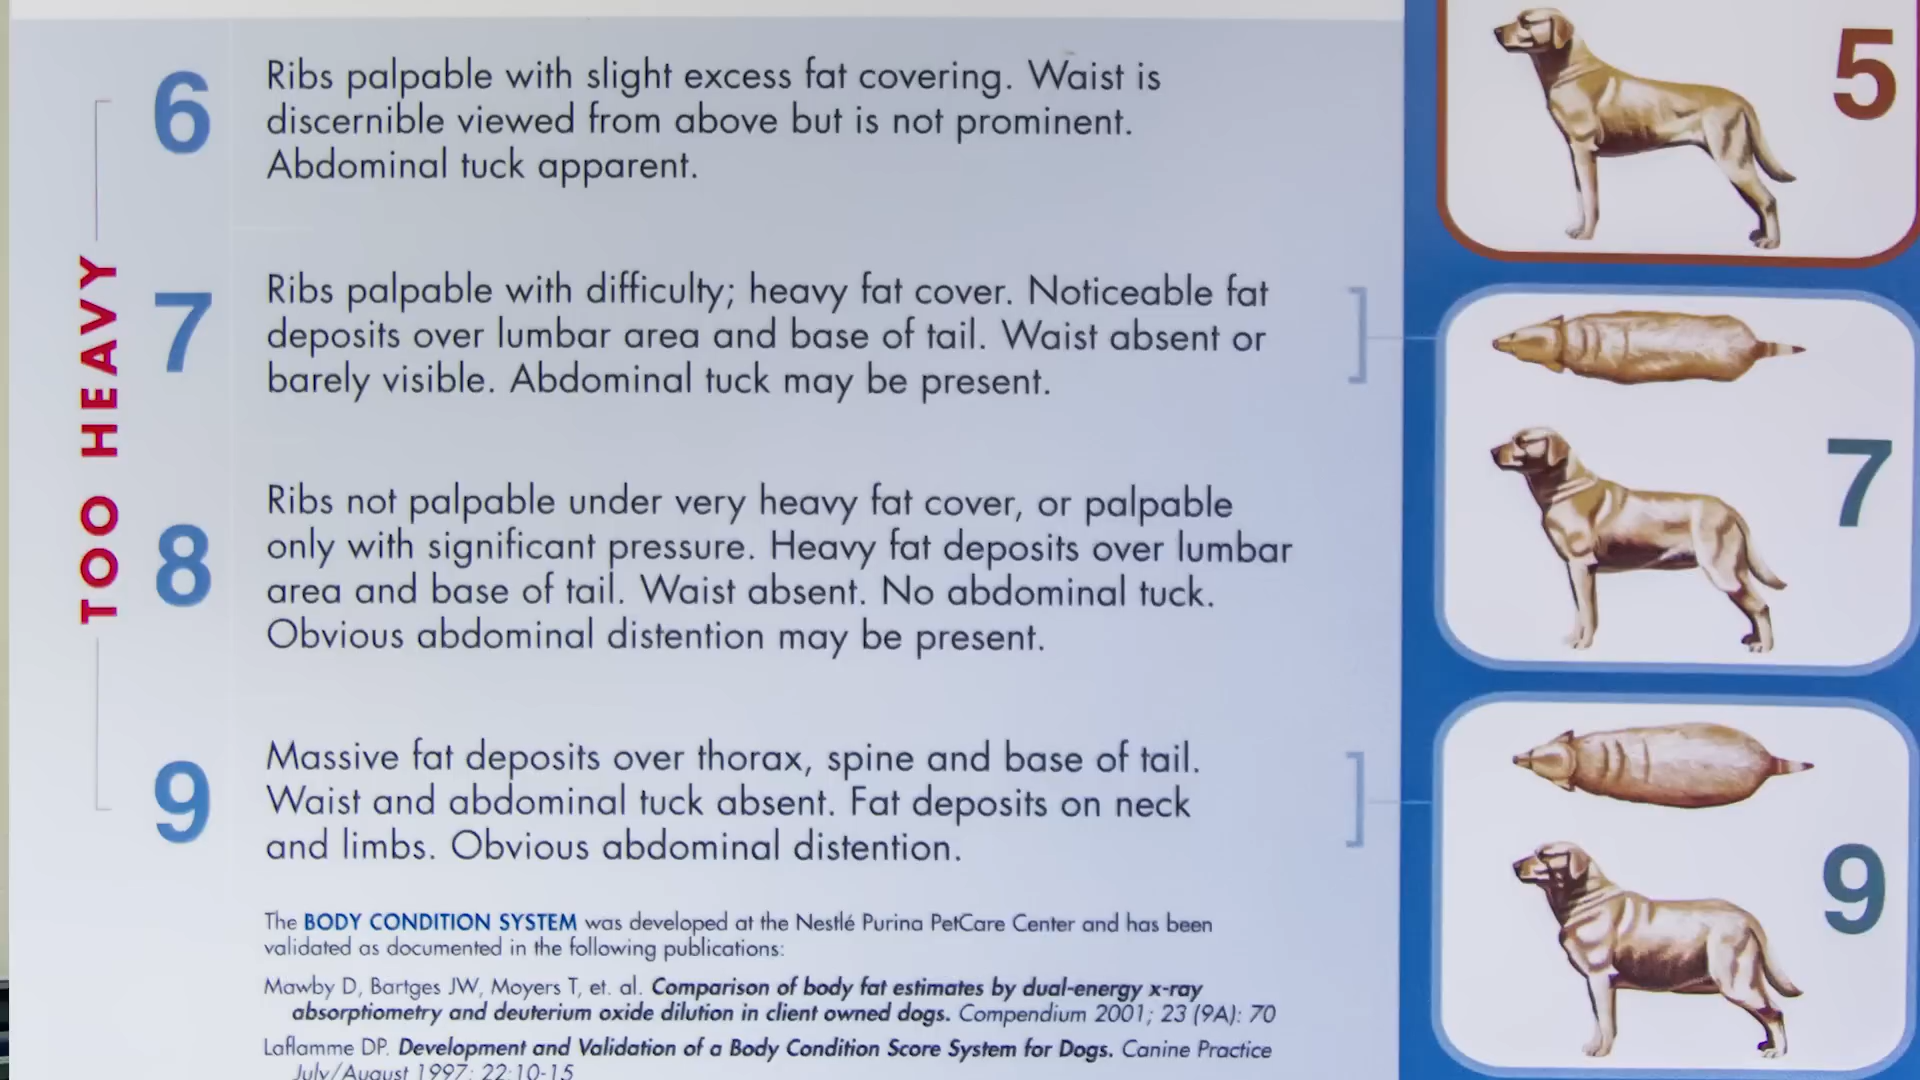 TOO HEAVY
6
Ribs palpable with slight excess fat covering. Waist is
discernible viewed from above but is not prominent.
Abdominal tuck apparent.
7
Ribs palpable with difficulty; heavy fat cover. Noticeable fat
deposits over lumbar area and base of tail. Waist absent or
barely visible. Abdominal tuck may be present.
8
Ribs not palpable under very heavy fat cover, or palpable
only with significant pressure. Heavy fat deposits over lumbar
area and base of tail. Waist absent. No abdominal tuck.
Obvious abdominal distention may be present.
9
Massive fat deposits over thorax, spine and base of tail.
Waist and abdominal tuck absent. Fat deposits on neck
and limbs. Obvious abdominal distention.
The BODY CONDITION SYSTEM was developed at the Nestlé Purina PetCare Center and has been
validated as documented in the following publications:
Mawby D, Bartges JW, Moyers T, et. al. Comparison of body fat estimates by dual-energy x-ray
absorptiometry and deuterium oxide dilution in client owned dogs. Compendium 2001; 23 (9A): 70
Laflamme DP. Development and Validation of a Body Condition Score System for Dogs. Canine Practice
July/August 1997; 22:10-15
5
7
9